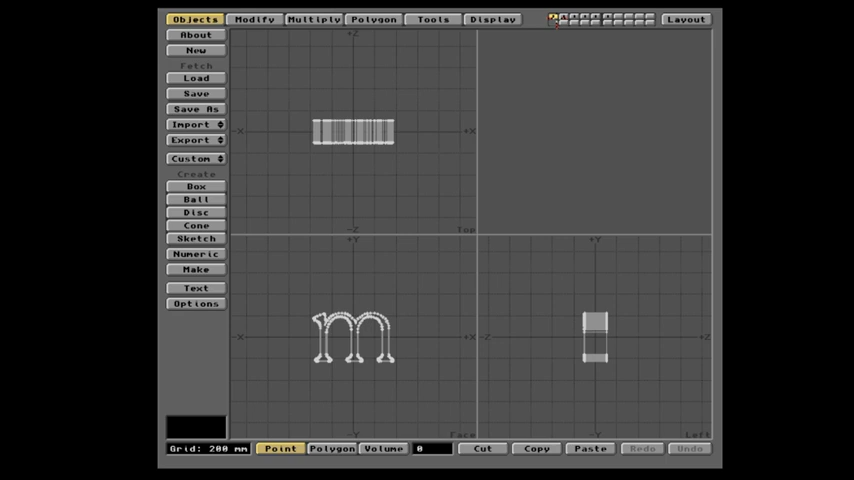 Objects Modify Multiply Polygon Tools Display Layout
About
New
Fetch
Load
Save
Save As
Import
Export
Custom
Create
Box
Ball
Disc
Cone
Sketch
Numeric
Make
Text
Options
+Z
-X +X
-Z Top
+Y +Y
m
-X +X -Z +Z
-Y Face -Y Left
Grid: 200 mm Point Polygon Volume 0 Cut Copy Paste Redo Undo